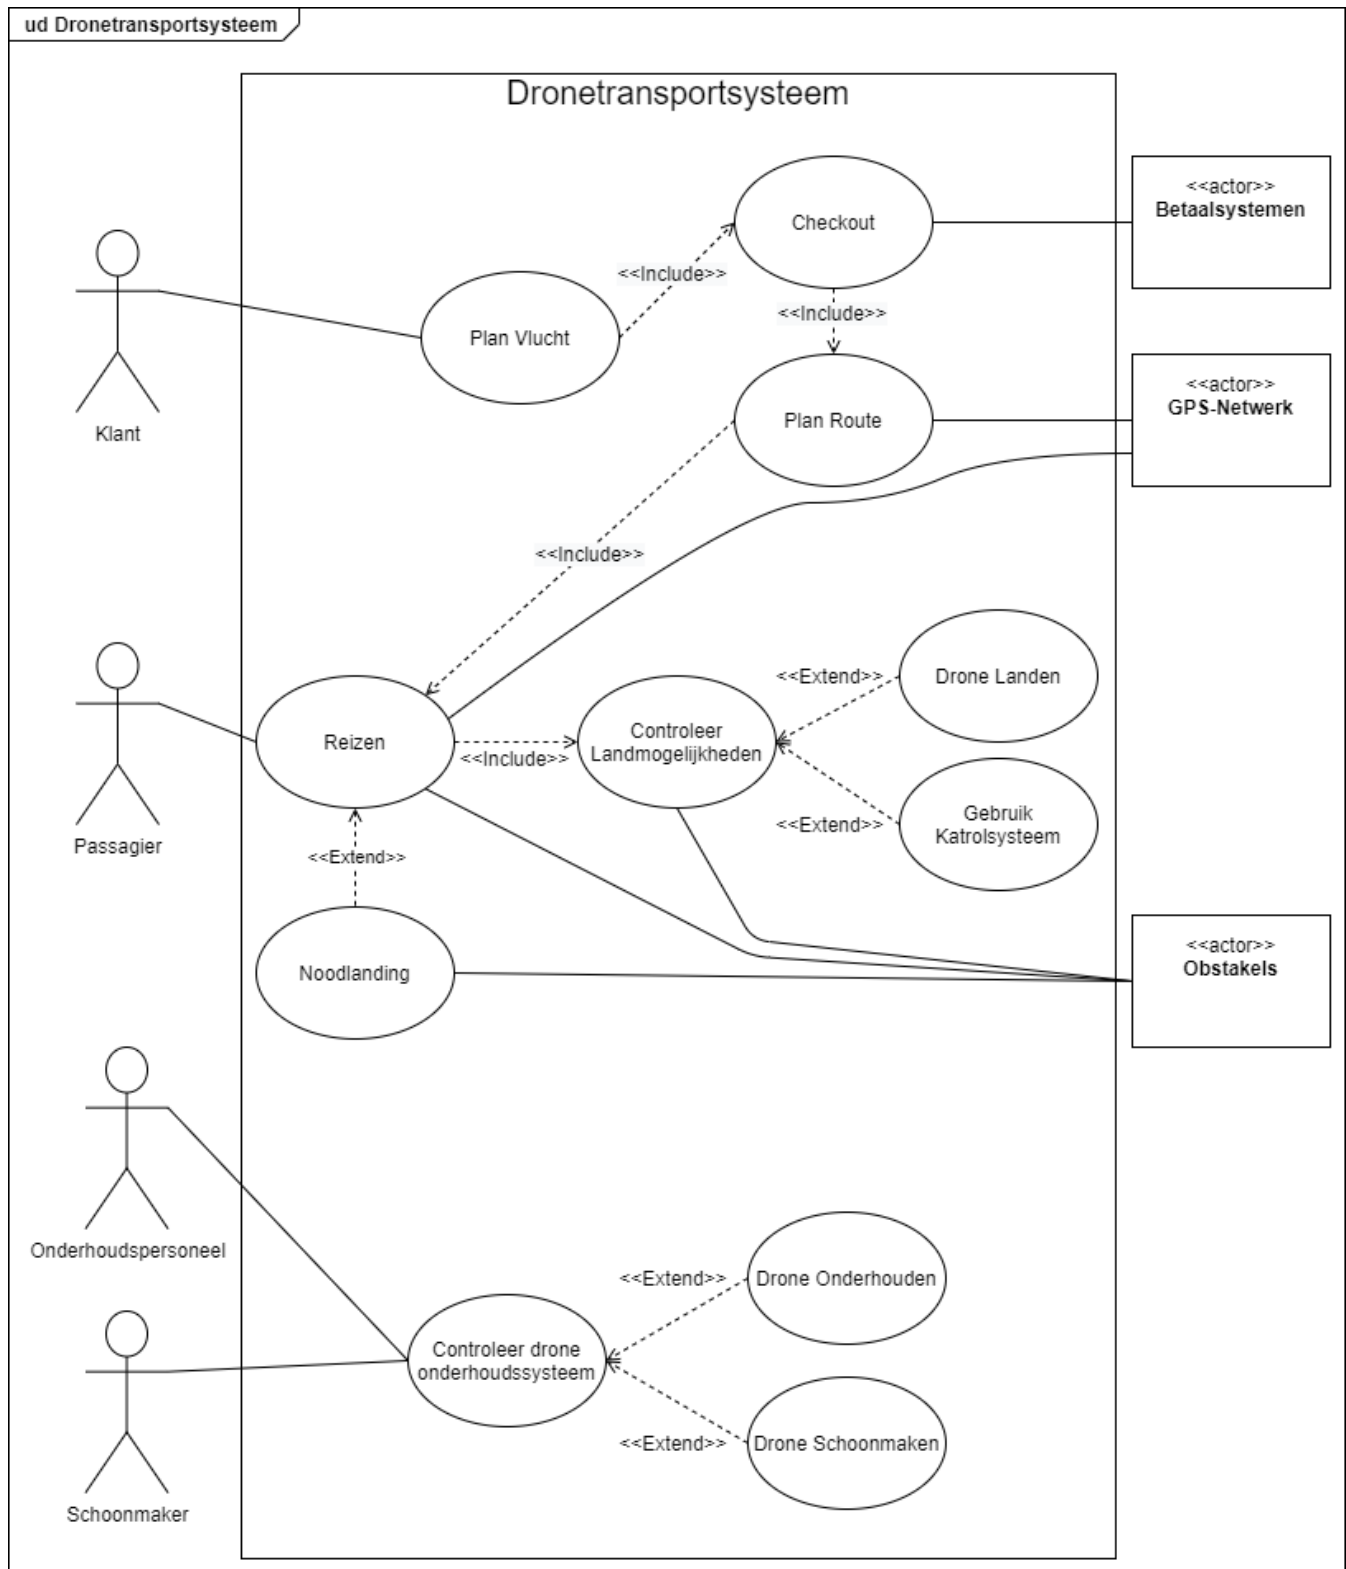 ud Dronetransportsysteem
Dronetransportsysteem
<<actor>>
Betaalsystemen
Checkout
<<Include>>
<<Include>>
Plan Vlucht
Klant
<<actor>>
GPS-Netwerk
Plan Route
<<Include>>
Drone Landen
<<Extend>>
Controleer
Landmogelijkheden
Reizen
<<Include>>
Gebruik
Katrolsysteem
<<Extend>>
Passagier
<<Extend>>
<<actor>>
Obstakels
Noodlanding
Onderhoudspersoneel
<<Extend>>
Drone Onderhouden
Controleer drone
onderhoudssysteem
<<Extend>>
Drone Schoonmaken
Schoonmaker